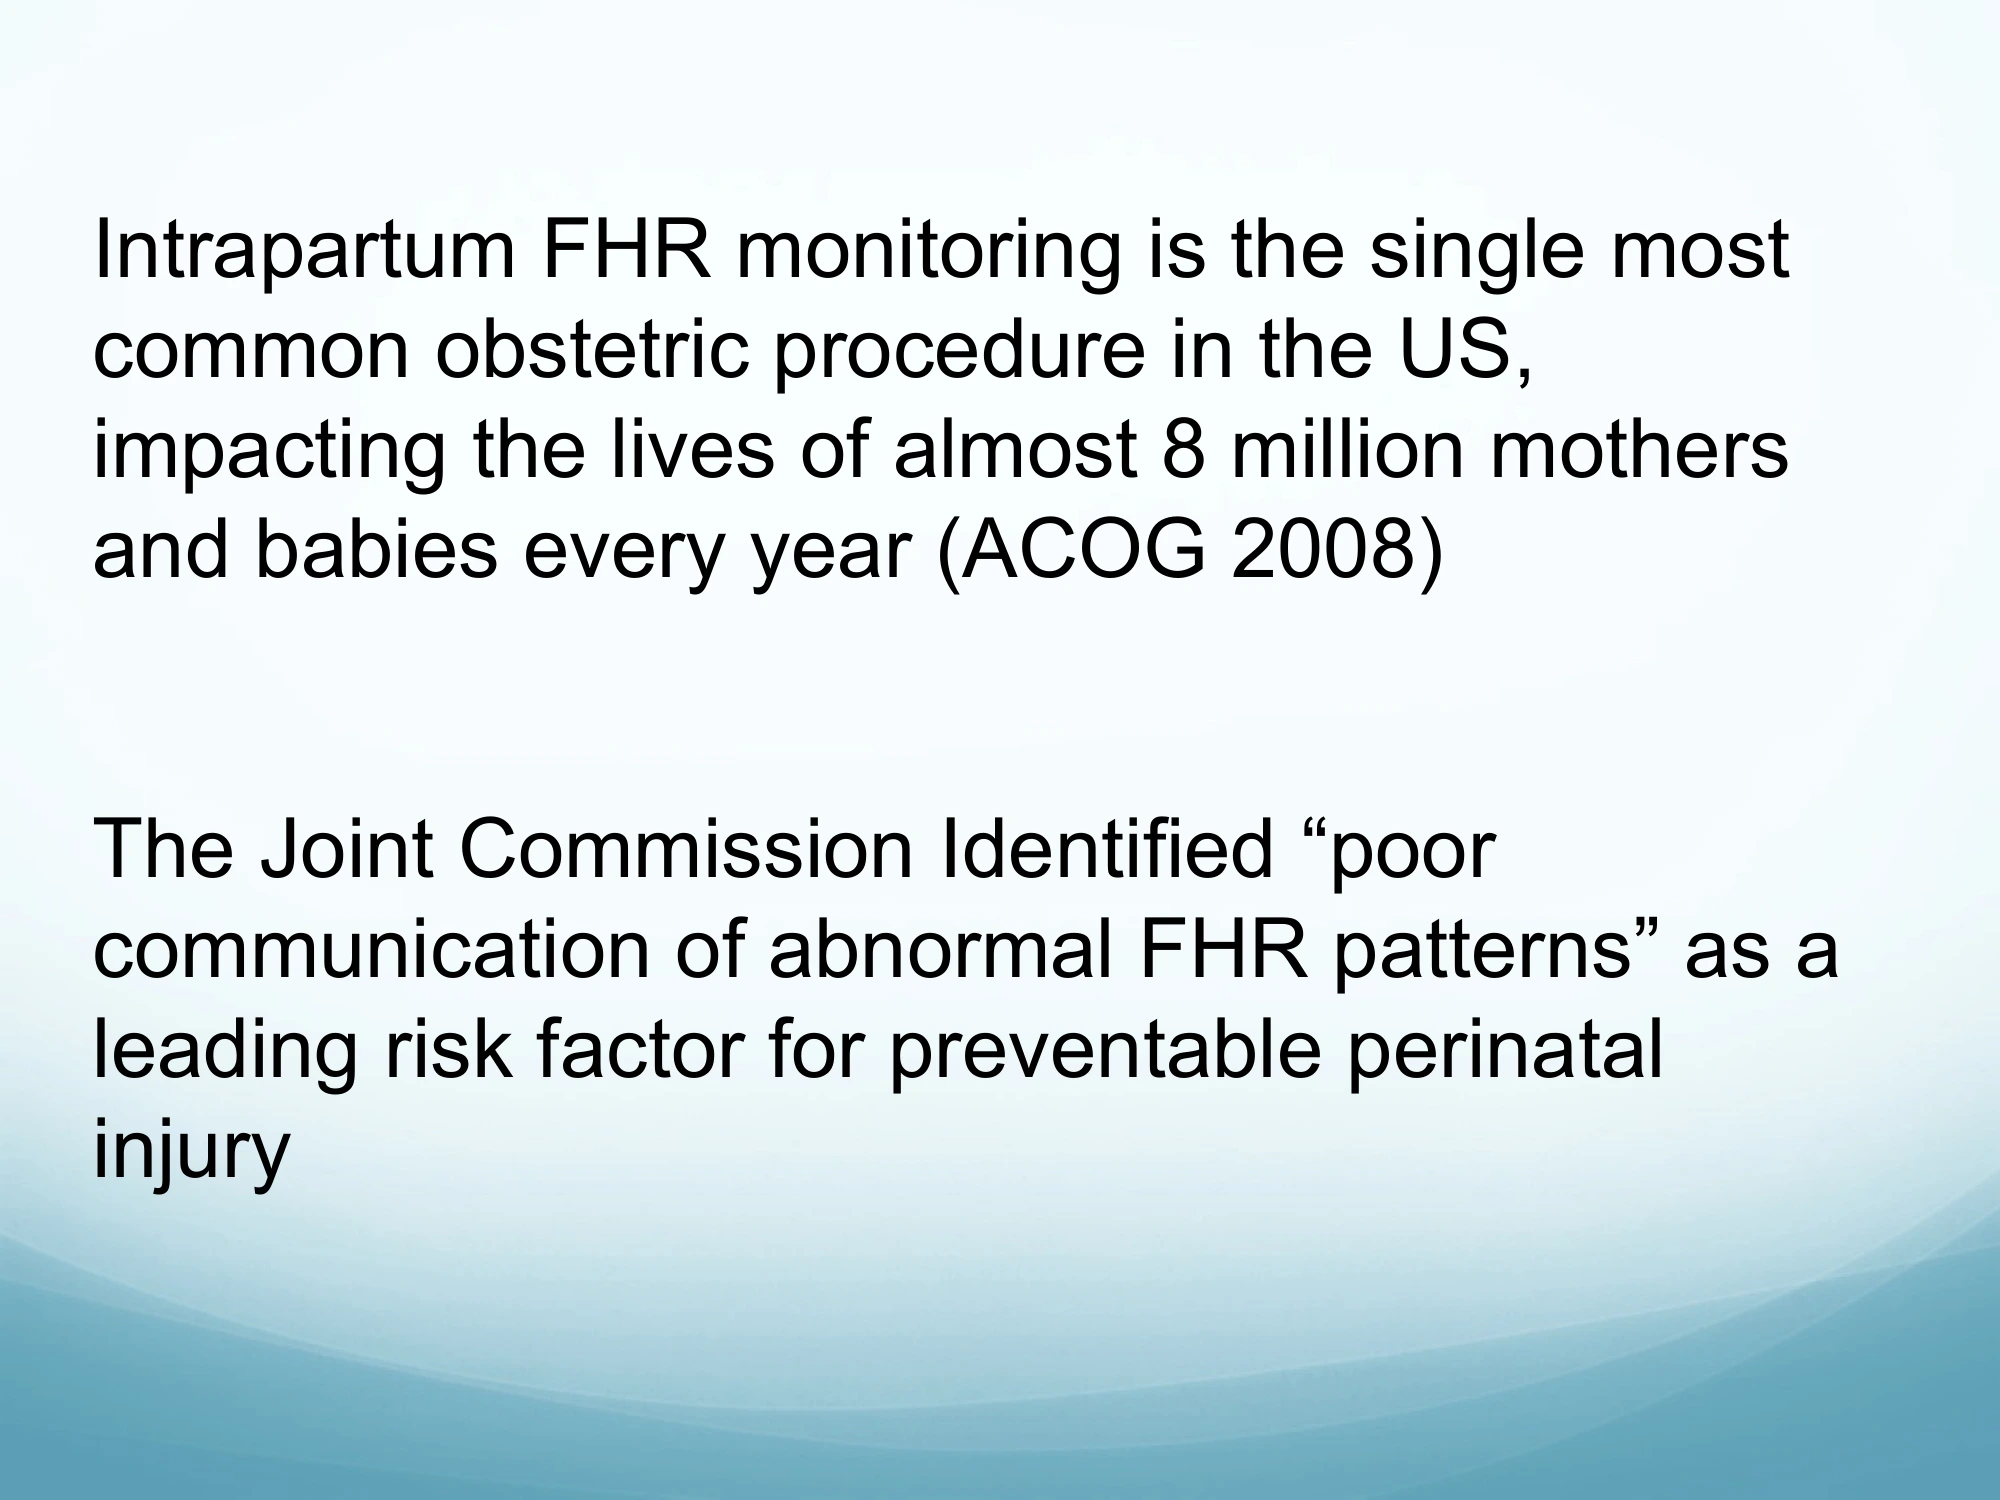 Intrapartum FHR monitoring is the single most
common obstetric procedure in the US,
impacting the lives of almost 8 million mothers
and babies every year (ACOG 2008)
The Joint Commission Identified “poor
communication of abnormal FHR patterns” as a
leading risk factor for preventable perinatal
injury